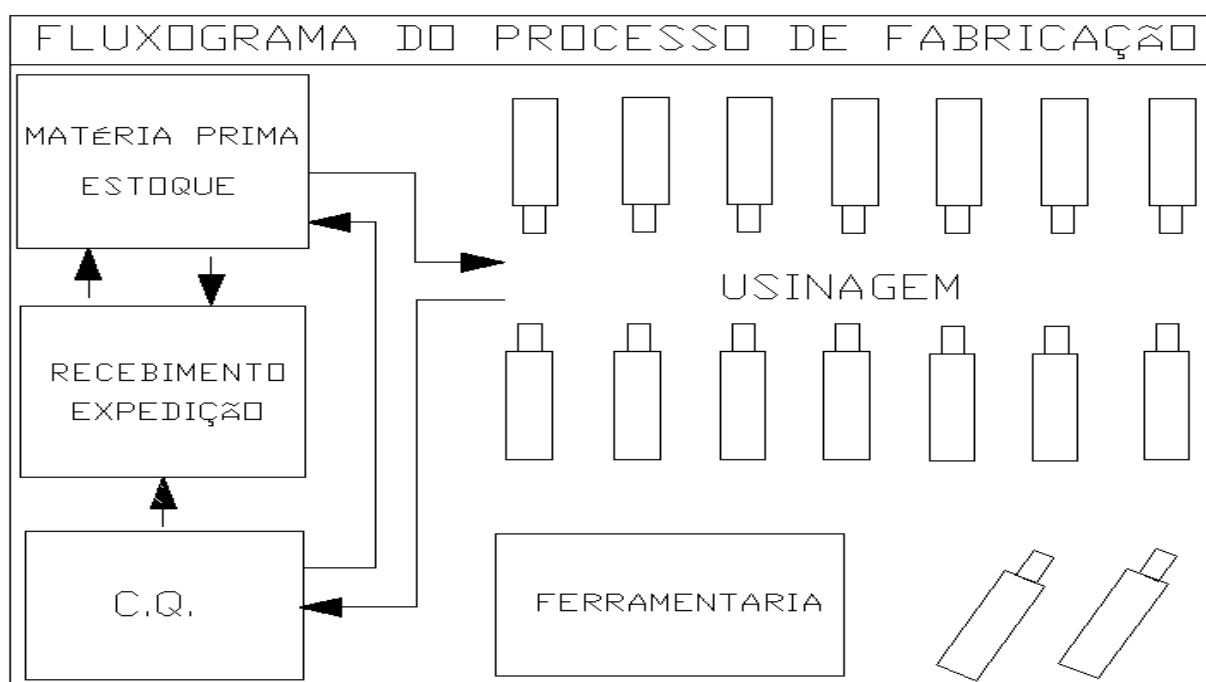 FLUXOGRAMA DO PROCESSO DE FABRICAÇÃO
MATÉRIA PRIMA
ESTOQUE
USINAGEM
RECEBIMENTO
EXPEDIÇÃO
C.Q.
FERRAMENTARIA